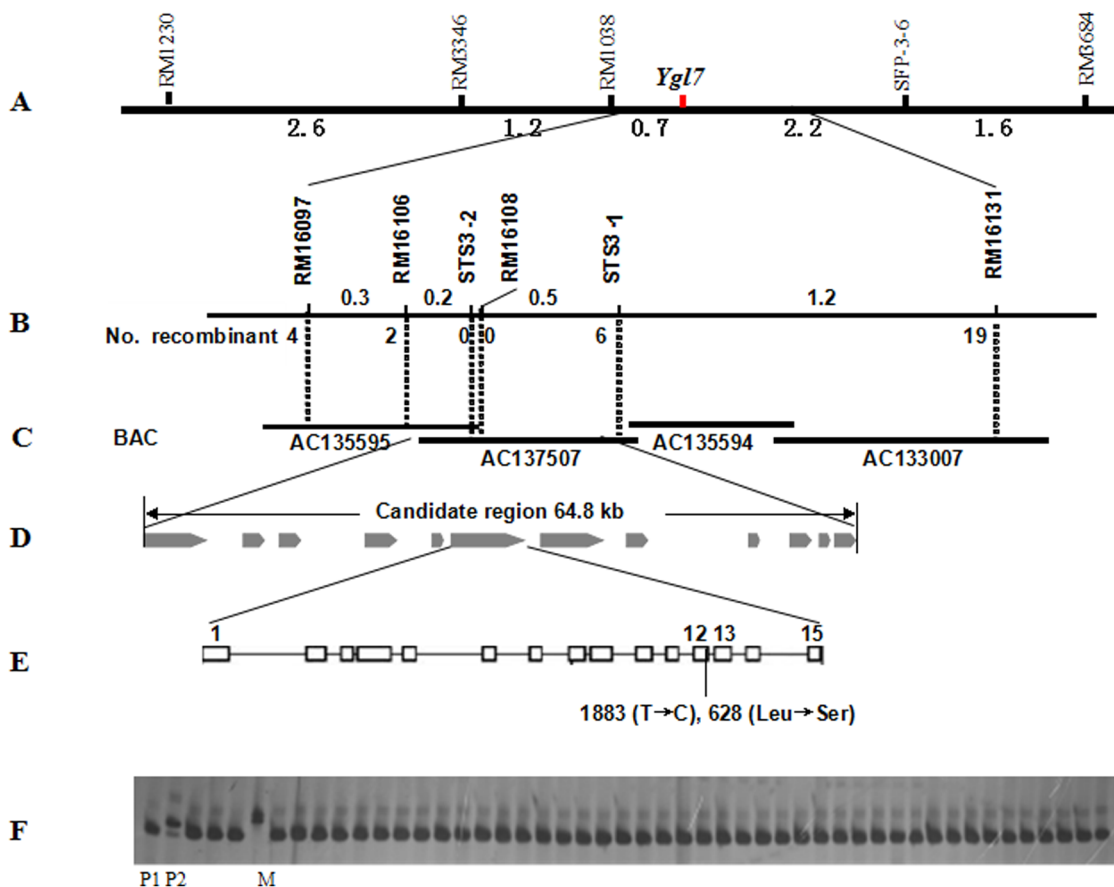 RM1230 RM3346 RM1038 Ygl7 SFP-3-6 RM3684
A
2.6 1.2 0.7 2.2 1.6
RM16097 RM16106 STS3-2 RM16108 STS3-1 RM16131
0.3 0.2 0.5 1.2
B
No. recombinant 4 2 0 0 6 19
C BAC
AC135595 AC137507 AC135594 AC133007
Candidate region 64.8 kb
D
1 12 13 15
E
1883 (T→C), 628 (Leu→Ser)
F
P1 P2 M